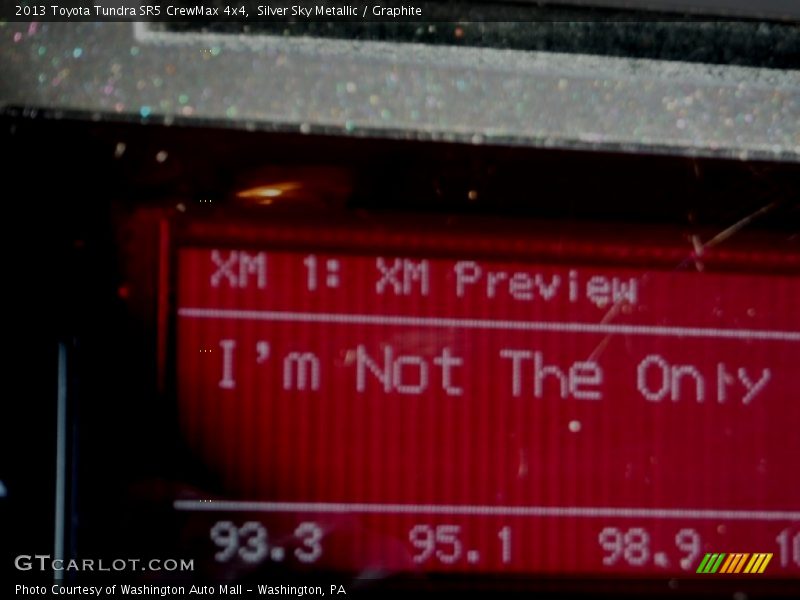 2013 Toyota Tundra SR5 CrewMax 4x4, Silver Sky Metallic / Graphite
XM 1: XM Preview
I'm Not The Only
93.3 95.1 98.9
GTCARLOT.COM
Photo Courtesy of Washington Auto Mall - Washington, PA